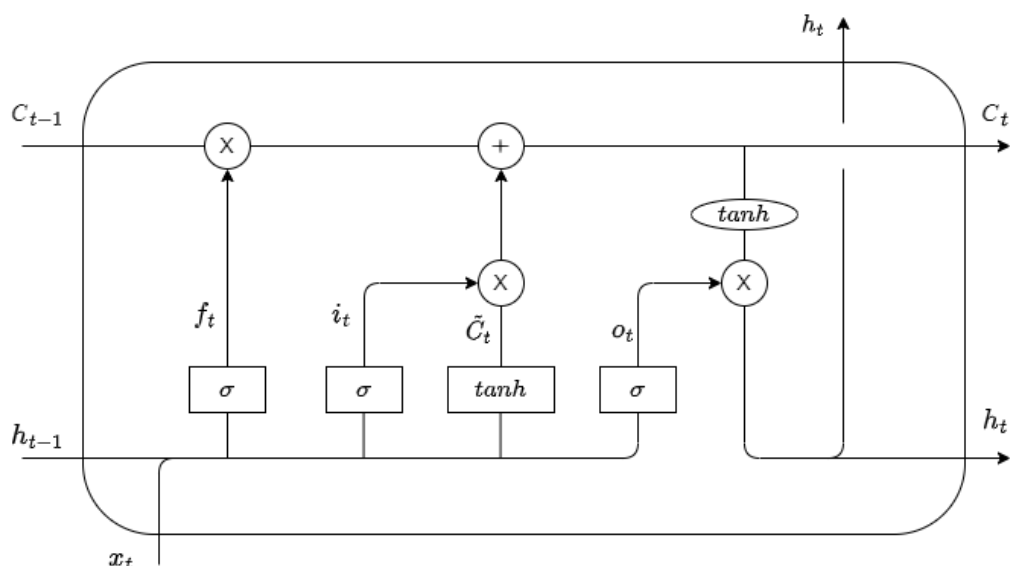 h_t
C_{t-1}
X
+
C_t
tanh
X
X
f_t
i_t
C̃_t
o_t
σ
σ
tanh
σ
h_{t-1}
h_t
x_t